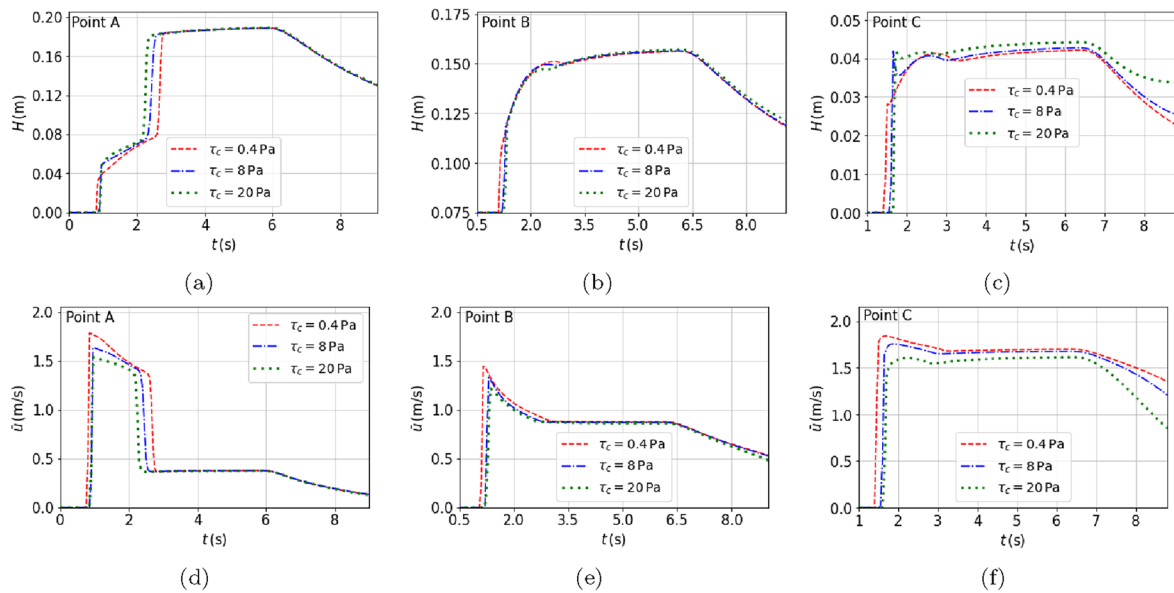 Point A
H (m)
0.20
0.16
0.12
0.08
0.04
0.00
τc = 0.4 Pa
τc = 8 Pa
τc = 20 Pa
0 2 4 6 8
t (s)
(a)
Point B
H (m)
0.175
0.150
0.125
0.100
0.075
τc = 0.4 Pa
τc = 8 Pa
τc = 20 Pa
0.5 2.0 3.5 5.0 6.5 8.0
t (s)
(b)
Point C
H (m)
0.05
0.04
0.03
0.02
0.01
0.00
τc = 0.4 Pa
τc = 8 Pa
τc = 20 Pa
1 2 3 4 5 6 7 8
t (s)
(c)
Point A
ū (m/s)
2.0
1.5
1.0
0.5
0.0
τc = 0.4 Pa
τc = 8 Pa
τc = 20 Pa
0 2 4 6 8
t (s)
(d)
Point B
ū (m/s)
2.0
1.5
1.0
0.5
0.0
τc = 0.4 Pa
τc = 8 Pa
τc = 20 Pa
0.5 2.0 3.5 5.0 6.5 8.0
t (s)
(e)
Point C
ū (m/s)
2.0
1.5
1.0
0.5
0.0
τc = 0.4 Pa
τc = 8 Pa
τc = 20 Pa
1 2 3 4 5 6 7 8
t (s)
(f)